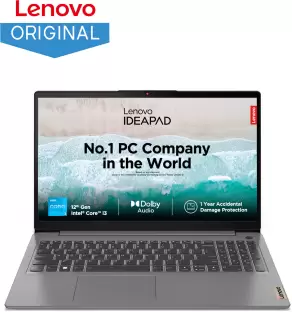 Lenovo
ORIGINAL
Lenovo
IDEAPAD
Lenovo
No.1 PC Company
in the World
12th Gen
Intel® Core™ i3
Dolby
Audio
1 Year Accidental
Damage Protection